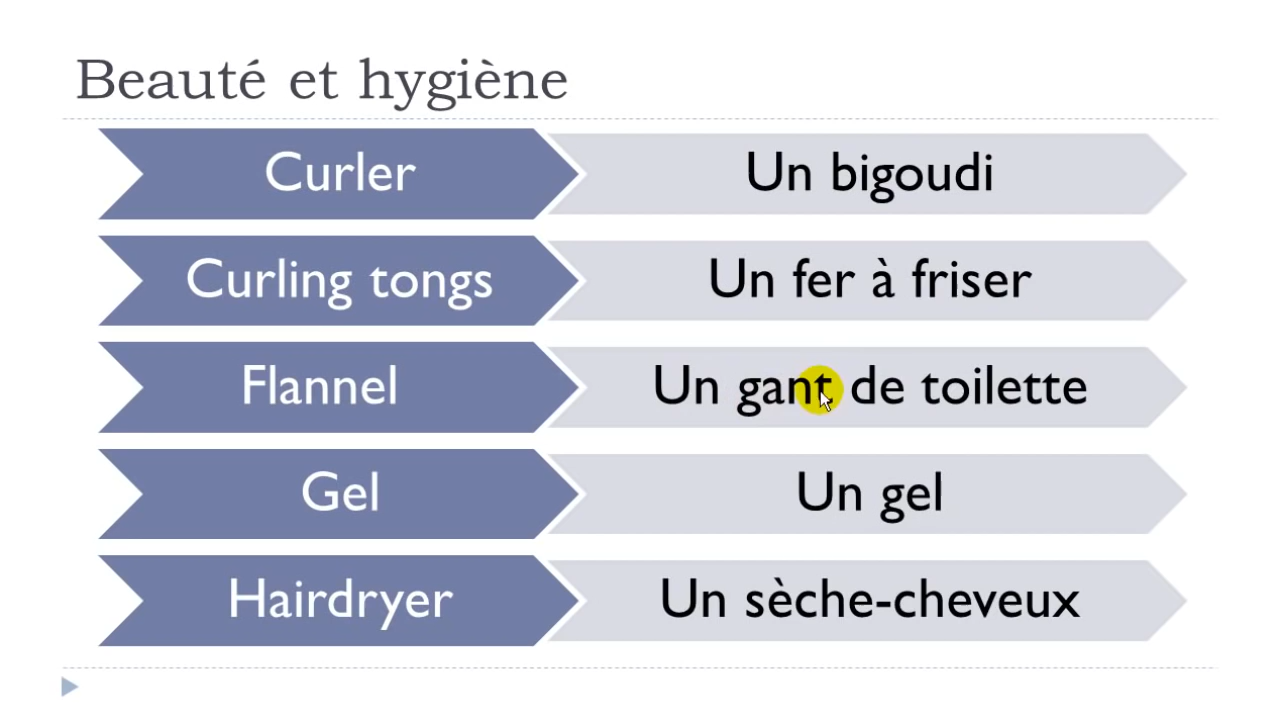 Beauté et hygiène
Curler
Un bigoudi
Curling tongs
Un fer à friser
Flannel
Un gant de toilette
Gel
Un gel
Hairdryer
Un sèche-cheveux